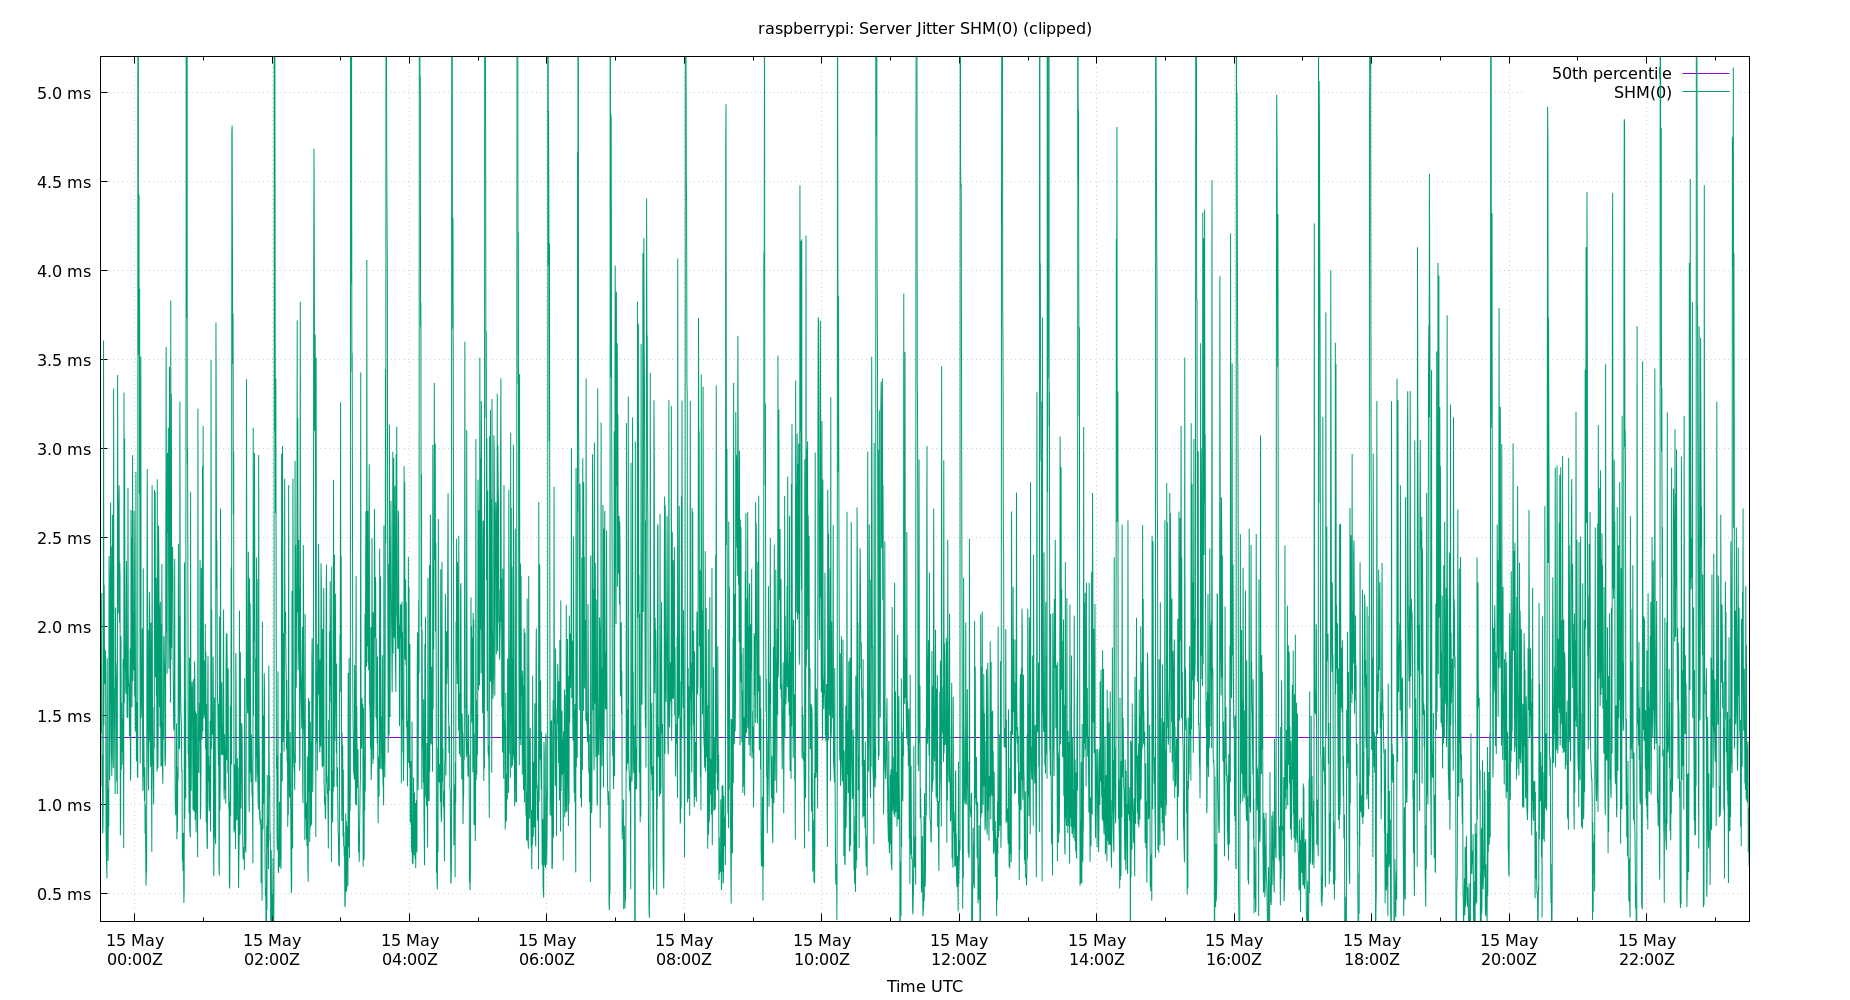 raspberrypi: Server Jitter SHM(0) (clipped)
50th percentile
SHM(0)
5.0 ms
4.5 ms
4.0 ms
3.5 ms
3.0 ms
2.5 ms
2.0 ms
1.5 ms
1.0 ms
0.5 ms
15 May 15 May 15 May 15 May 15 May 15 May 15 May 15 May 15 May 15 May 15 May 15 May
00:00Z 02:00Z 04:00Z 06:00Z 08:00Z 10:00Z 12:00Z 14:00Z 16:00Z 18:00Z 20:00Z 22:00Z
Time UTC